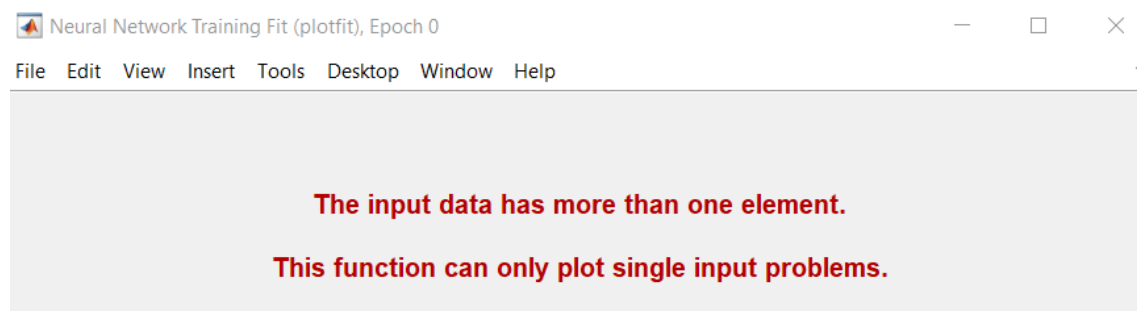 Neural Network Training Fit (plotfit), Epoch 0
File Edit View Insert Tools Desktop Window Help
The input data has more than one element.
This function can only plot single input problems.